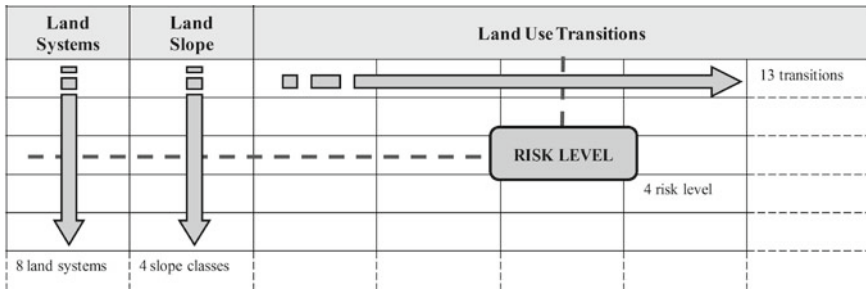 Land
Systems
Land
Slope
Land Use Transitions
13 transitions
RISK LEVEL
4 risk level
8 land systems
4 slope classes